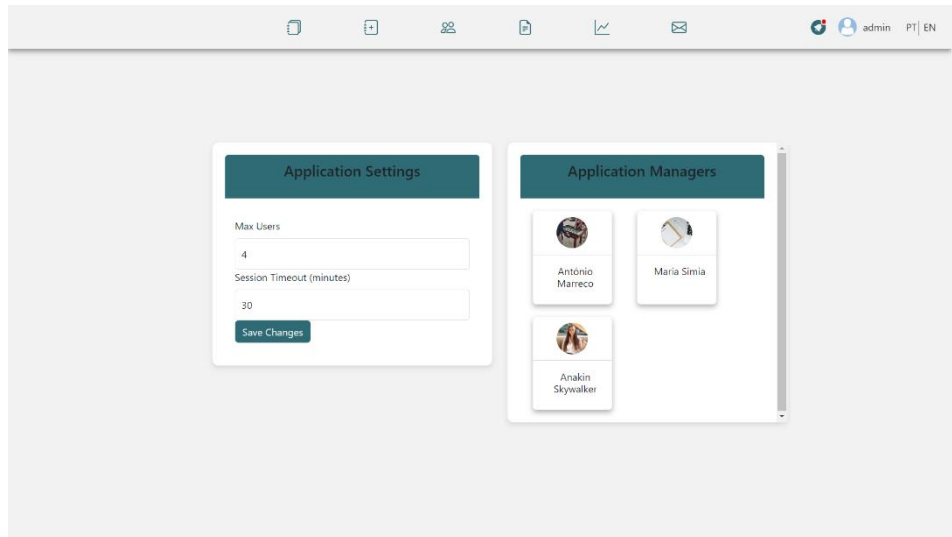 admin PT| EN
Application Settings
Max Users
4
Session Timeout (minutes)
30
Save Changes
Application Managers
António
Marreco
Maria Simia
Anakin
Skywalker